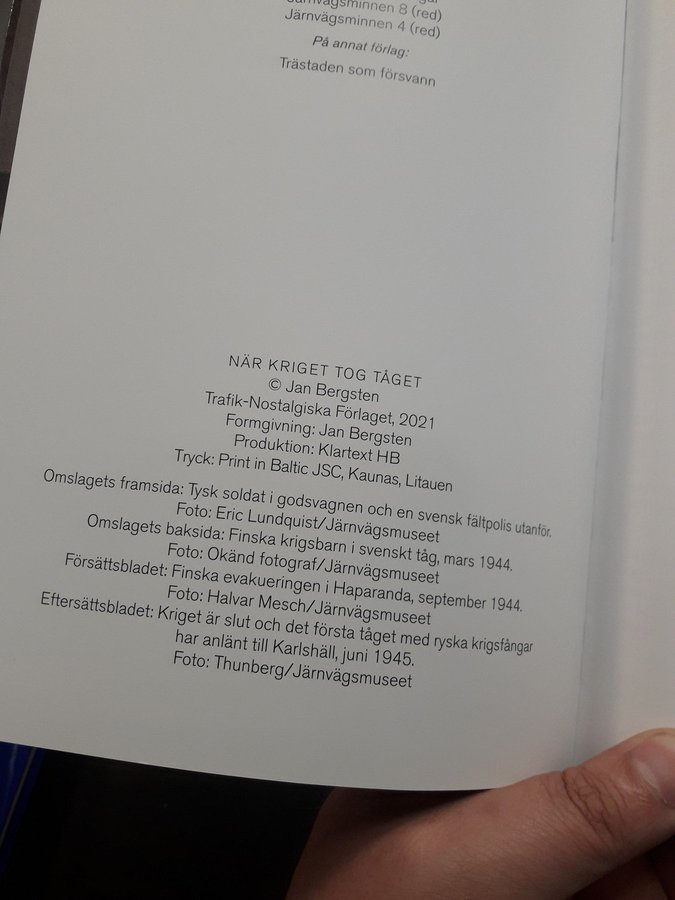 Järnvägsminnen 8 (red)
Järnvägsminnen 4 (red)
På annat förlag:
Trästaden som försvann
NÄR KRIGET TOG TÅGET
© Jan Bergsten
Trafik-Nostalgiska Förlaget, 2021
Formgivning: Jan Bergsten
Produktion: Klartext HB
Tryck: Print in Baltic JSC, Kaunas, Litauen
Omslagets framsida: Tysk soldat i godsvagnen och en svensk fältpolis utanför.
Foto: Eric Lundquist/Järnvägsmuseet
Omslagets baksida: Finska krigsbarn i svenskt tåg, mars 1944.
Foto: Okänd fotograf/Järnvägsmuseet
Försättsbladet: Finska evakueringen i Haparanda, september 1944.
Foto: Halvar Mesch/Järnvägsmuseet
Eftersättsbladet: Kriget är slut och det första tåget med ryska krigsfångar
har anlänt till Karlshäll, juni 1945.
Foto: Thunberg/Järnvägsmuseet